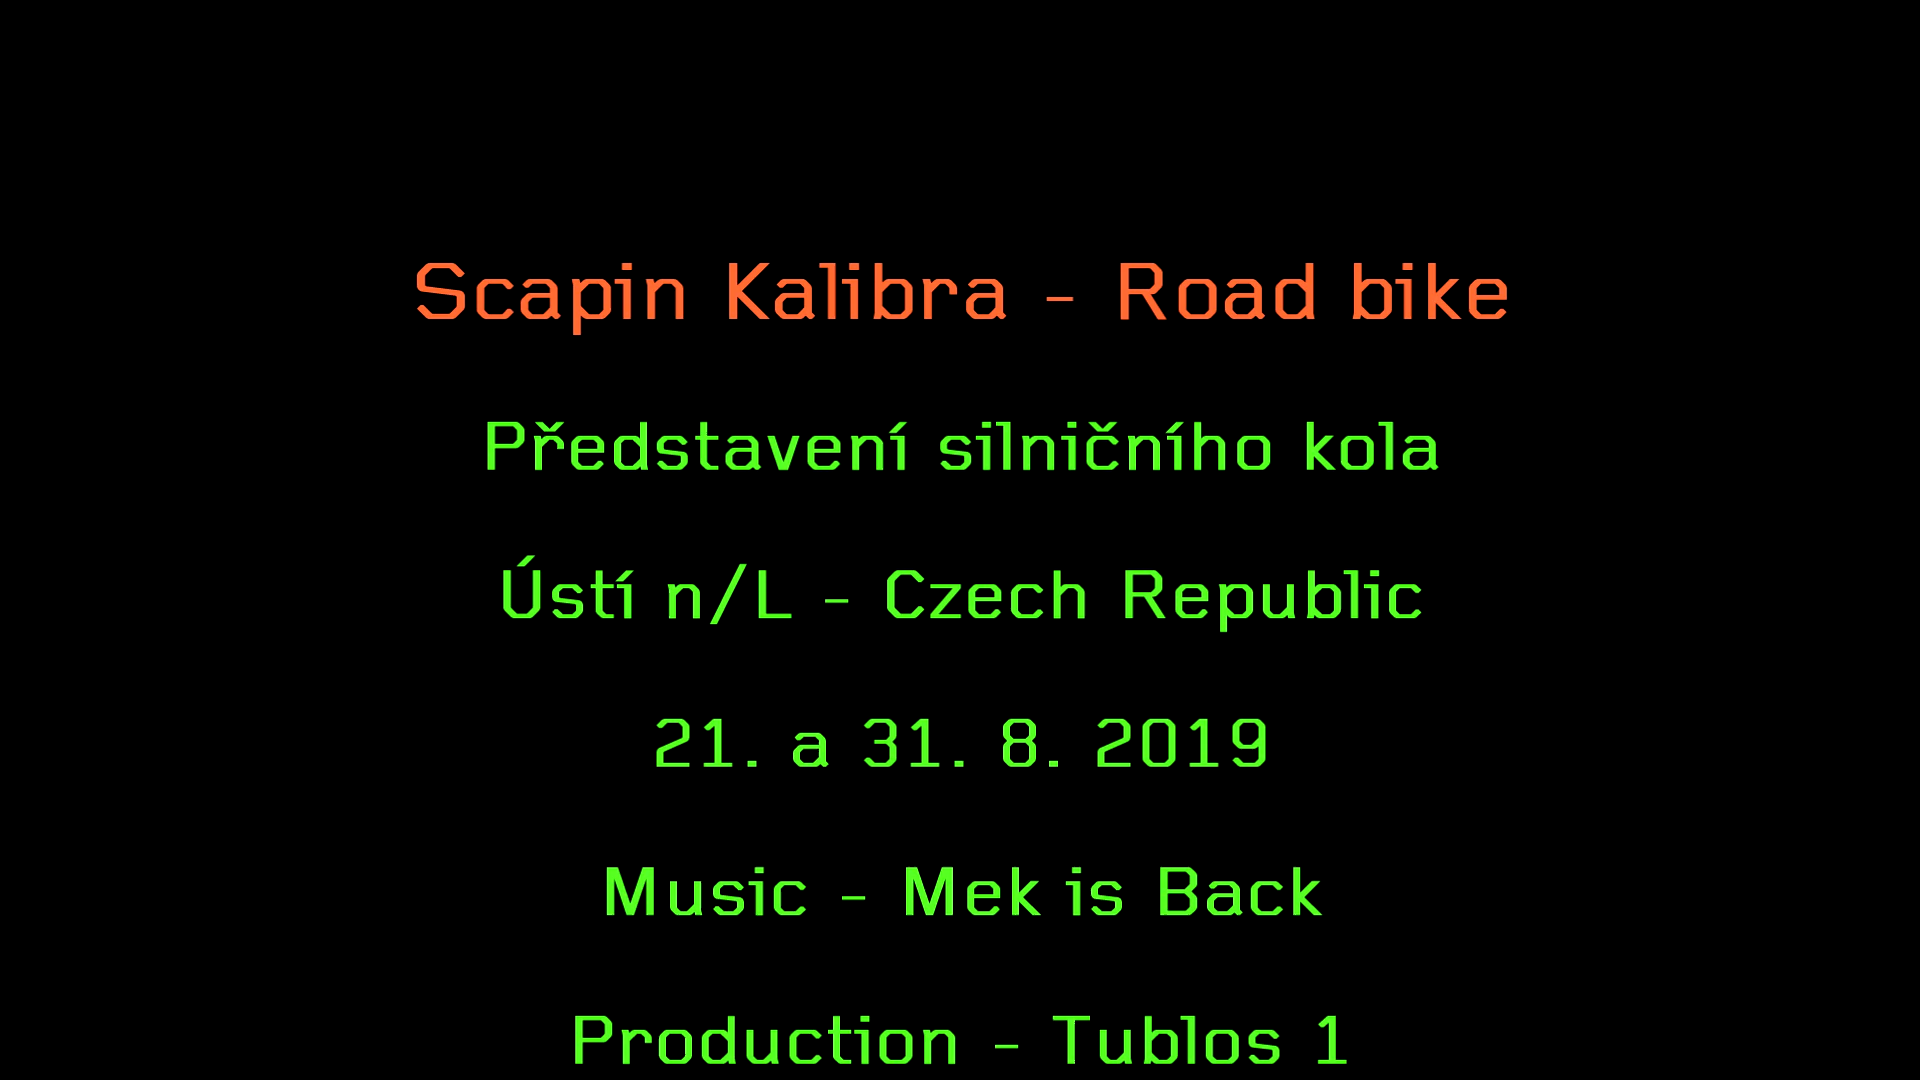 Scapin Kalibra - Road bike
Představení silničního kola
Ústí n/L - Czech Republic
21. a 31. 8. 2019
Music - Mek is Back
Production - Tublos 1